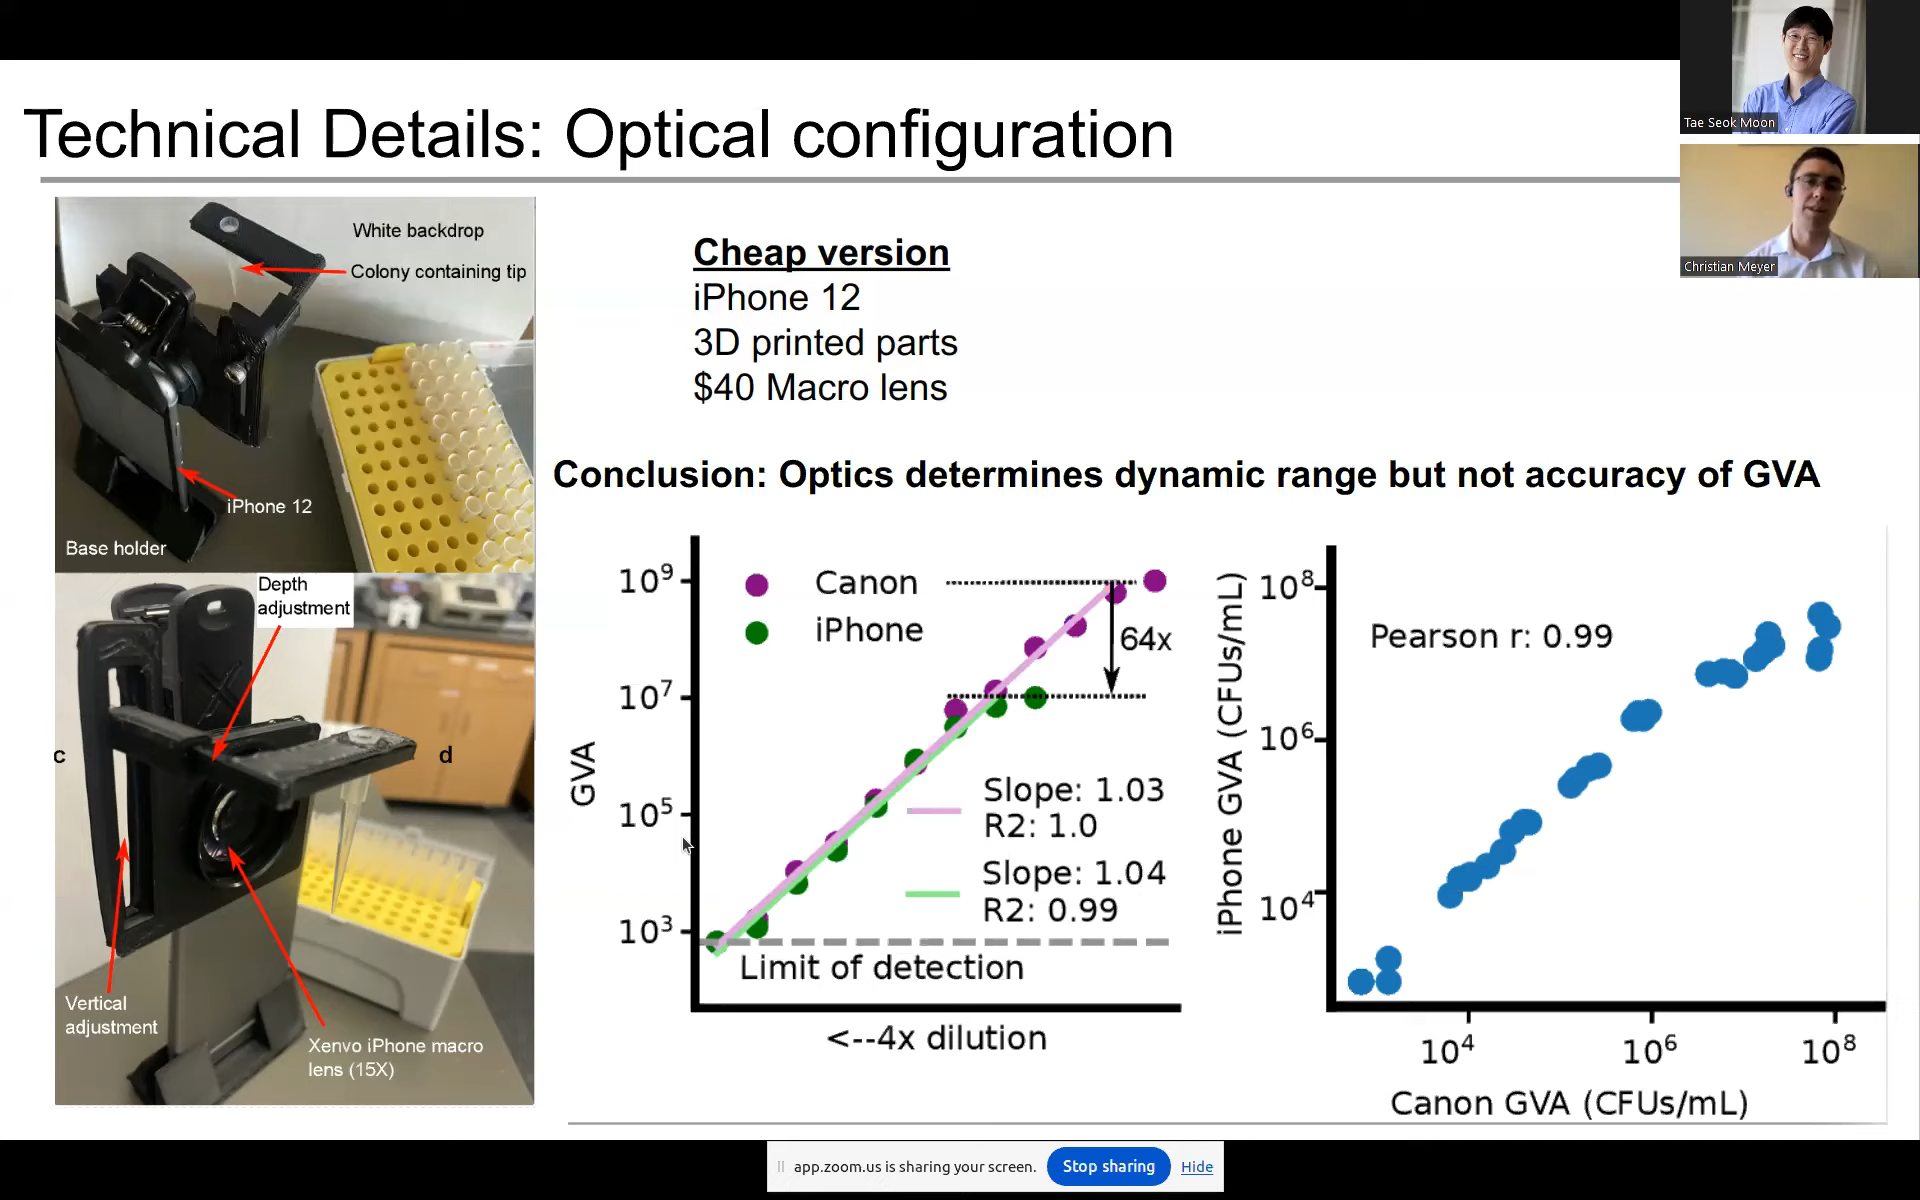 Tae Seok Moon
Christian Meyer
Technical Details: Optical configuration
White backdrop
Colony containing tip
iPhone 12
Base holder
Depth
adjustment
c
d
Vertical
adjustment
Xenvo iPhone macro
lens (15X)
Cheap version
iPhone 12
3D printed parts
$40 Macro lens
Conclusion: Optics determines dynamic range but not accuracy of GVA
GVA
10⁹
10⁷
10⁵
10³
Canon
iPhone
64x
Slope: 1.03
R2: 1.0
Slope: 1.04
R2: 0.99
Limit of detection
<--4x dilution
iPhone GVA (CFUs/mL)
10⁸
10⁶
10⁴
Pearson r: 0.99
10⁴
10⁶
10⁸
Canon GVA (CFUs/mL)
app.zoom.us is sharing your screen.
Stop sharing
Hide